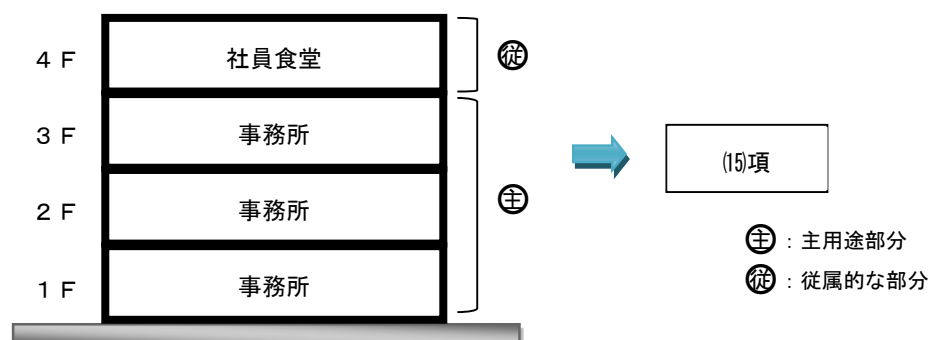 ４Ｆ 社員食堂 ㊒従
３Ｆ 事務所
２Ｆ 事務所 主
１Ｆ 事務所
⒂項
主：主用途部分
従：従属的な部分